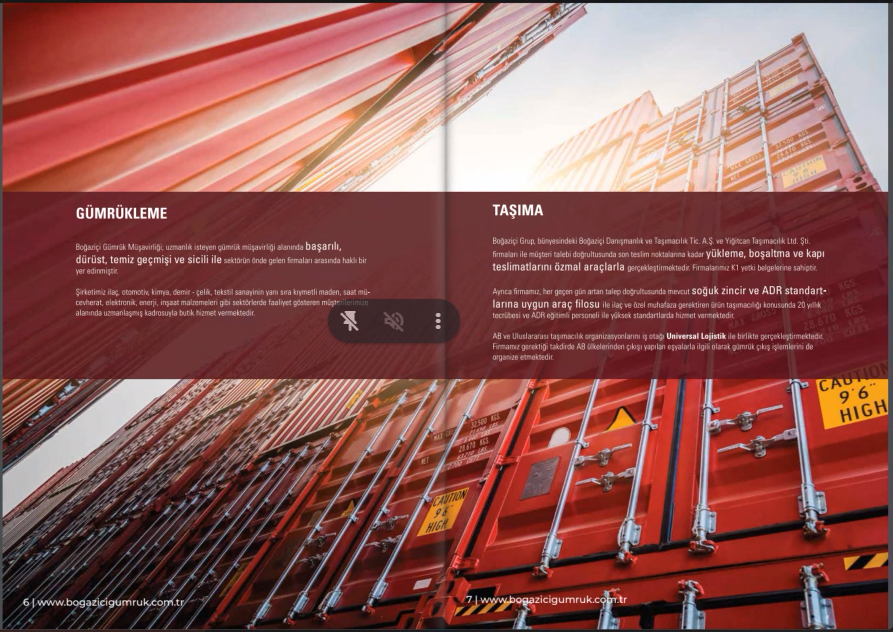 GÜMRÜKLEME
Boğaziçi Gümrük Müşavirliği, uzmanlık isteyen gümrük müşavirliği alanında başarılı,
dürüst, temiz geçmişi ve sicili ile sektörün önde gelen firmaları arasında haklı bir
yer edinmiştir.
Şirketimiz ilaç, otomotiv, kimya, demir - çelik, tekstil sanayinin yanı sıra kıymetli maden, saat mü-
cevherat, elektronik, enerji, inşaat malzemeleri gibi sektörlerde faaliyet gösteren müşterilerimize
alanında uzmanlaşmış kadrosuyla butik hizmet vermektedir.
TAŞIMA
Boğaziçi Grup, bünyesindeki Boğaziçi Danışmanlık ve Taşımacılık Tic. A.Ş. ve Yiğitcan Taşımacılık Ltd. Şti.
firmaları ile müşteri talebi doğrultusunda son teslim noktalarına kadar yükleme, boşaltma ve kapı
teslimatlarını özmal araçlarla gerçekleştirmektedir. Firmalarımız K1 yetki belgelerine sahiptir.
Ayrıca firmamız, her geçen gün artan talep doğrultusunda mevcut soğuk zincir ve ADR standart-
larına uygun araç filosu ile ilaç ve özel muhafaza gerektiren ürün taşımacılığı konusunda 20 yıllık
tecrübesi ve ADR eğitimli personeli ile yüksek standartlarda hizmet vermektedir.
AB ve Uluslararası taşımacılık organizasyonlarını iş otağı Universal Lojistik ile birlikte gerçekleştirmektedir.
Firmamız gerektiği takdirde AB ülkelerinden çıkışı yapılan eşyalarla ilgili olarak gümrük çıkış işlemlerini de
organize etmektedir.
CAUTION
9'6"
HIGH
CAUTION
9'6"
HIGH
6 | www.bogazicigumruk.com.tr
7 | www.bogazicigumruk.com.tr